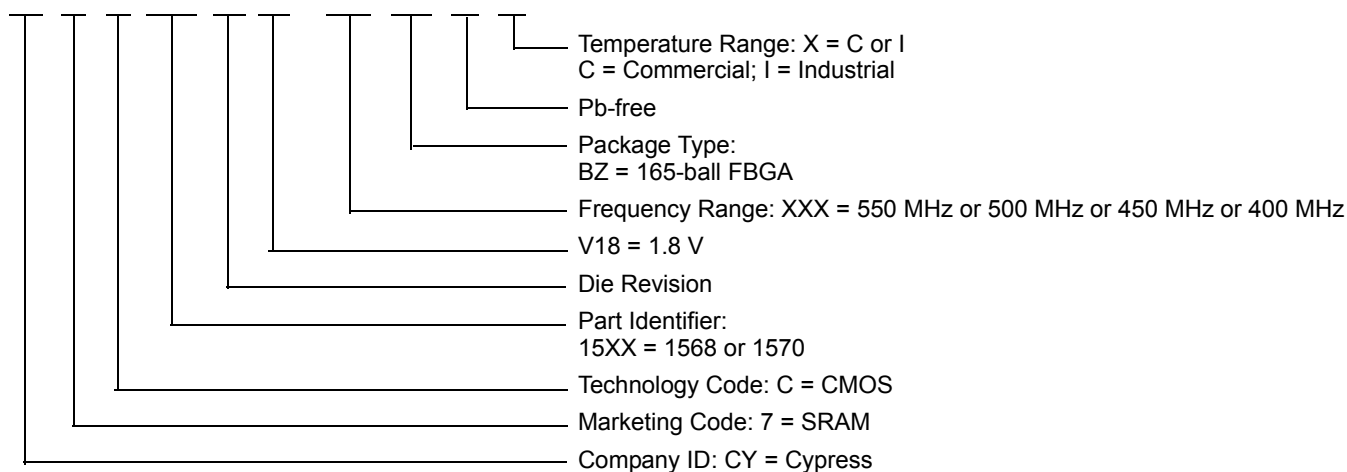 Temperature Range: X = C or I
C = Commercial; I = Industrial
Pb-free
Package Type:
BZ = 165-ball FBGA
Frequency Range: XXX = 550 MHz or 500 MHz or 450 MHz or 400 MHz
V18 = 1.8 V
Die Revision
Part Identifier:
15XX = 1568 or 1570
Technology Code: C = CMOS
Marketing Code: 7 = SRAM
Company ID: CY = Cypress